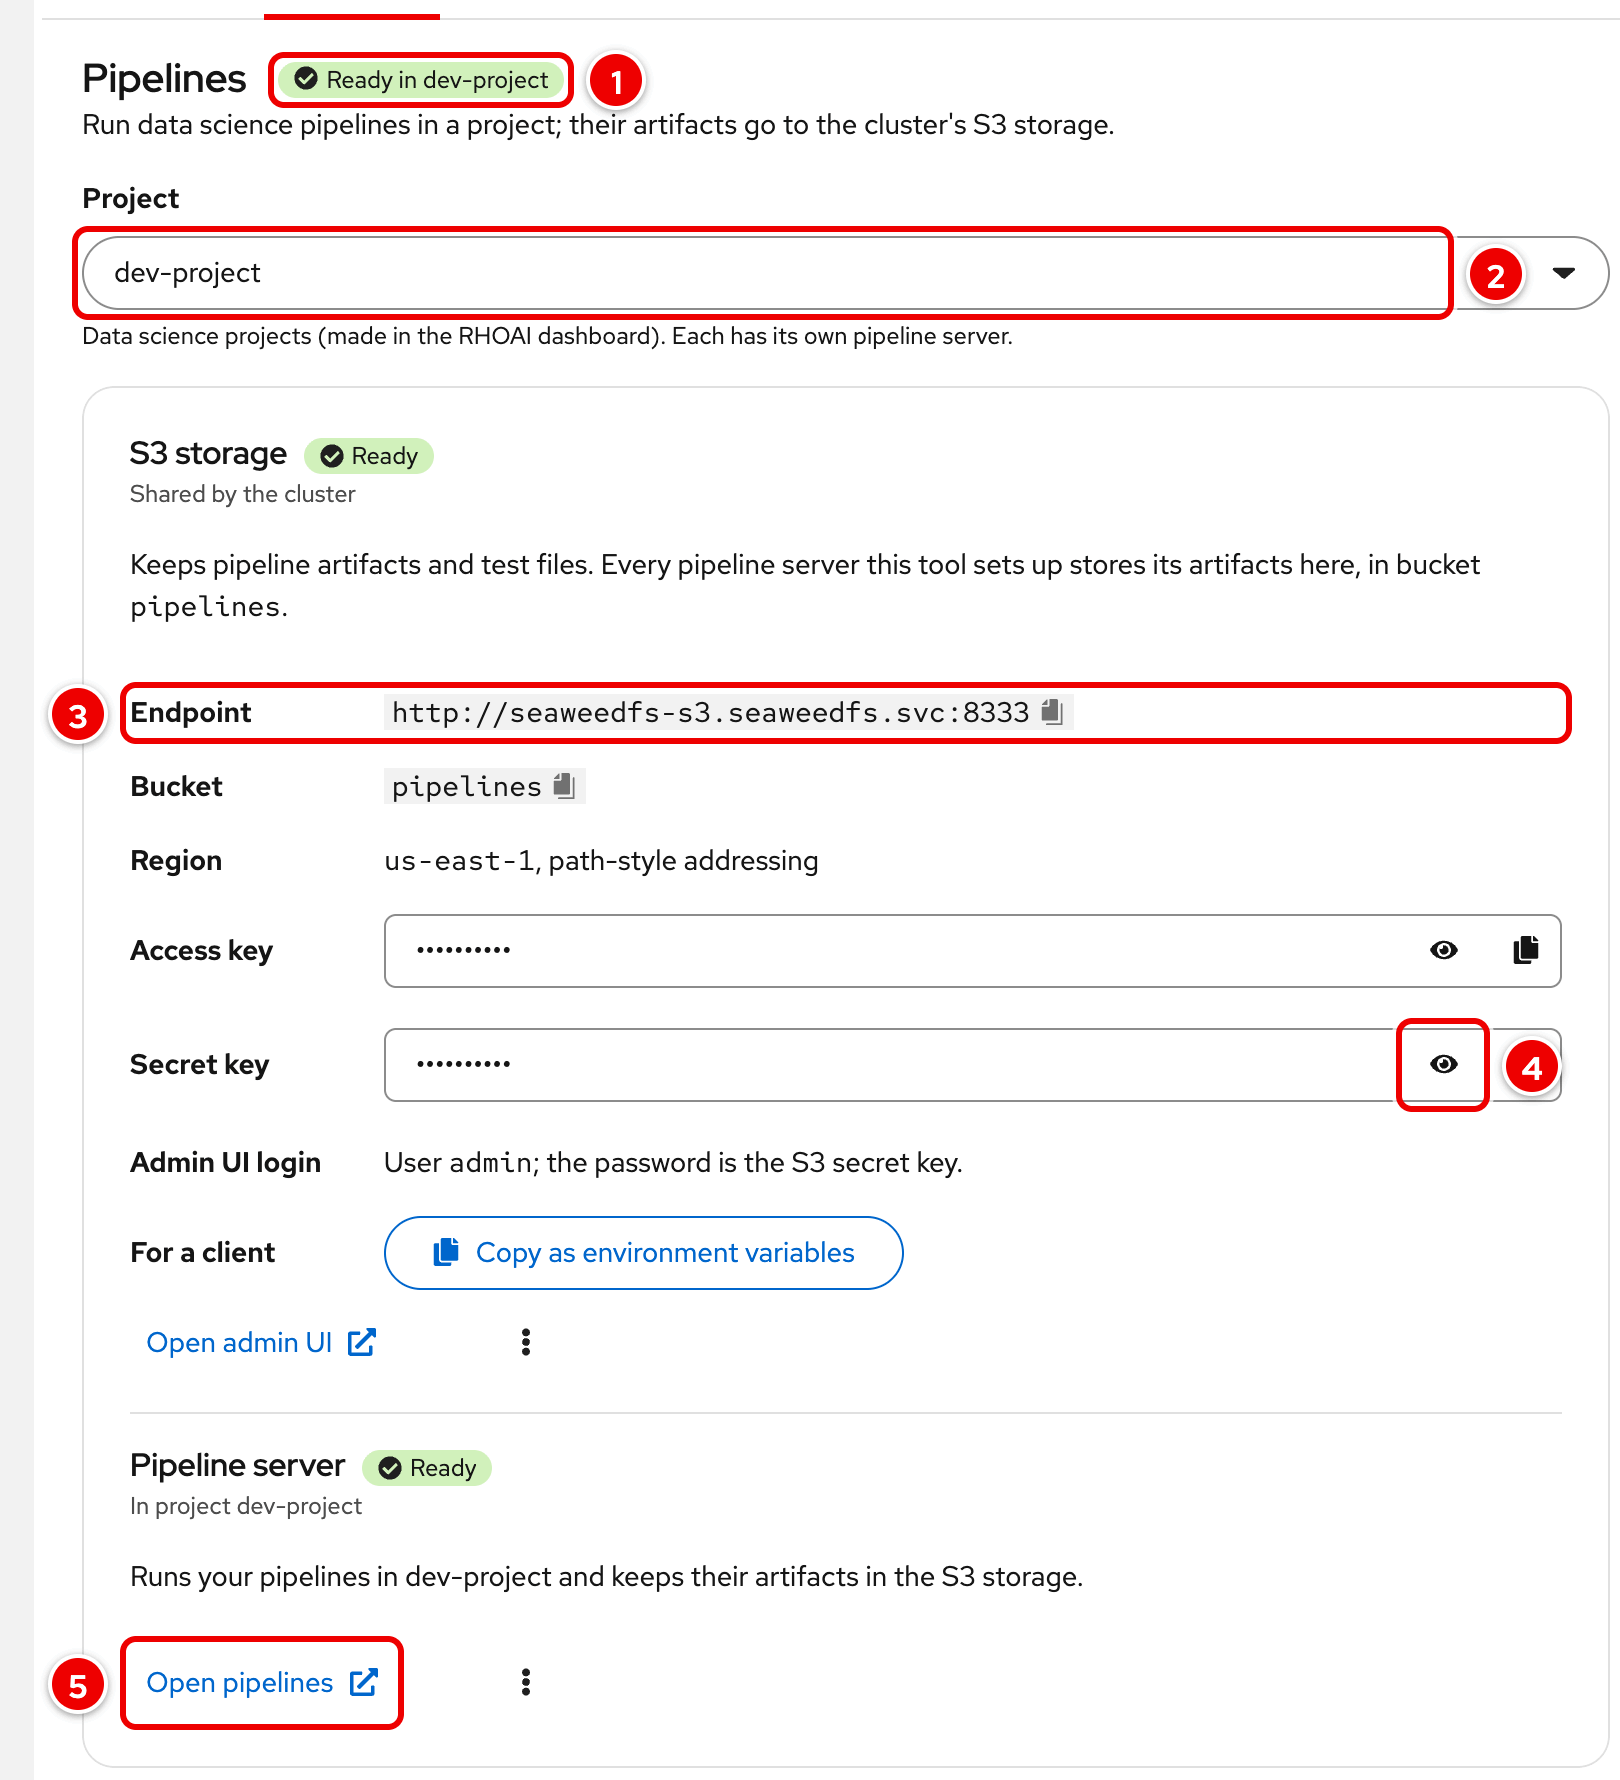 Pipelines Ready in dev-project 1
Run data science pipelines in a project; their artifacts go to the cluster's S3 storage.
Project
dev-project 2
Data science projects (made in the RHOAI dashboard). Each has its own pipeline server.
S3 storage Ready
Shared by the cluster
Keeps pipeline artifacts and test files. Every pipeline server this tool sets up stores its artifacts here, in bucket
pipelines.
3 Endpoint http://seaweedfs-s3.seaweedfs.svc:8333
Bucket pipelines
Region us-east-1, path-style addressing
Access key ••••••••••
Secret key •••••••••• 4
Admin UI login User admin; the password is the S3 secret key.
For a client Copy as environment variables
Open admin UI
Pipeline server Ready
In project dev-project
Runs your pipelines in dev-project and keeps their artifacts in the S3 storage.
5 Open pipelines